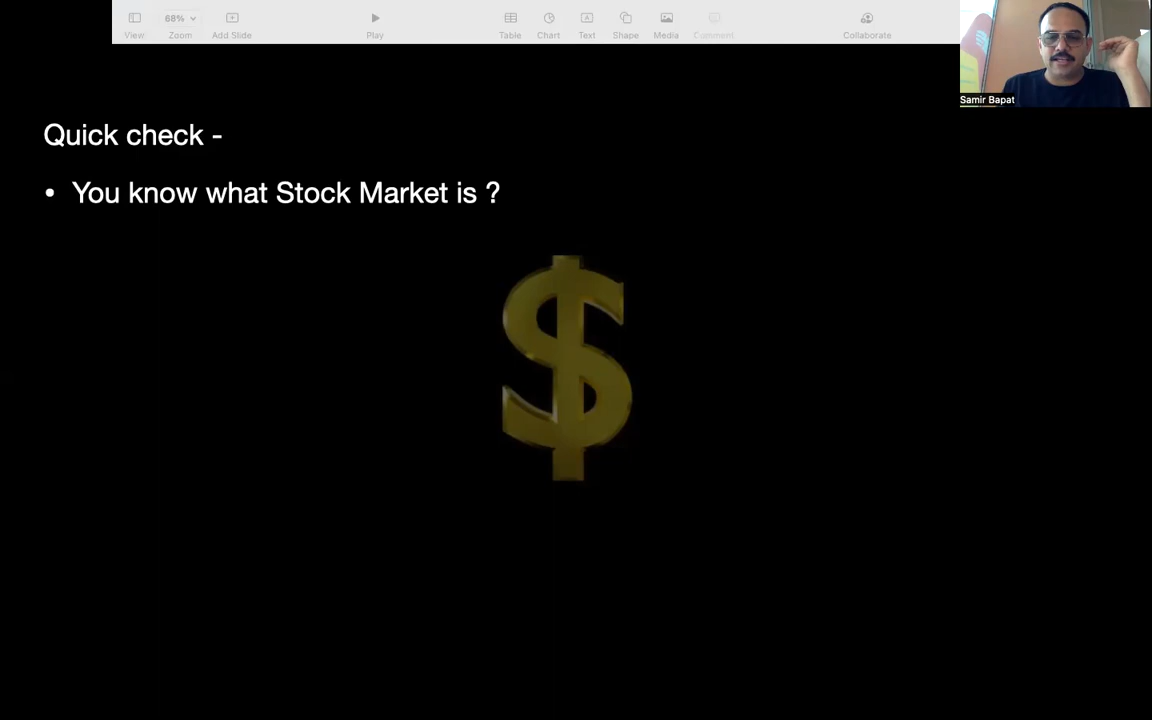 View
68%
Zoom
Add Slide
Play
Table
Chart
Text
Shape
Media
Comment
Collaborate
Samir Bapat
Quick check -
• You know what Stock Market is ?
$